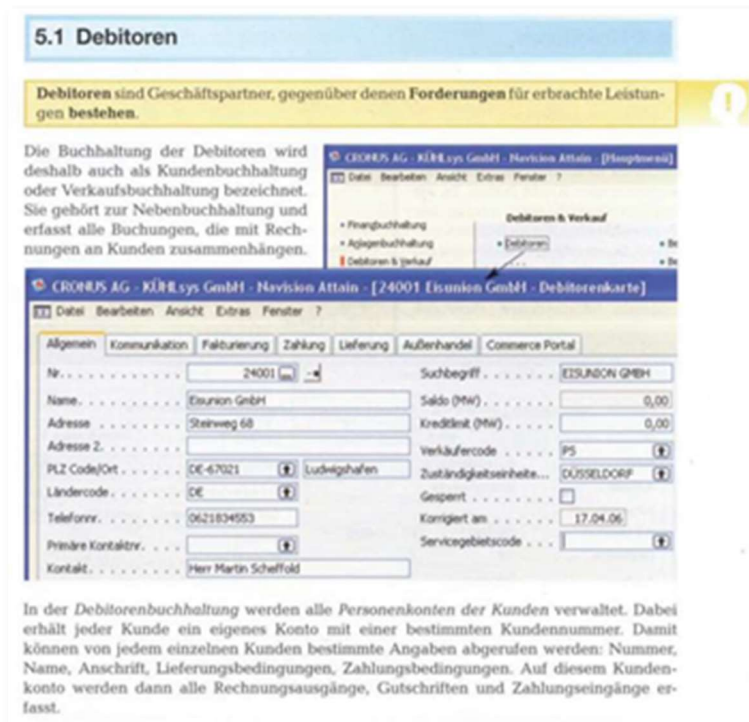 5.1 Debitoren
Debitoren sind Geschäftspartner, gegenüber denen Forderungen für erbrachte Leistun-
gen bestehen.
!
Die Buchhaltung der Debitoren wird
deshalb auch als Kundenbuchhaltung
oder Verkaufsbuchhaltung bezeichnet.
Sie gehört zur Nebenbuchhaltung und
erfasst alle Buchungen, die mit Rech-
nungen an Kunden zusammenhängen.
CRONUS AG - KÜHLsys GmbH - Navision Attain - [Hauptmenü]
Datei Bearbeiten Ansicht Extras Fenster ?
Debitoren & Verkauf
• Finanzbuchhaltung
• Anlagenbuchhaltung • Debitoren • Be
Debitoren & Verkauf
CRONUS AG - KÜHLsys GmbH - Navision Attain - [24001 Eisunion GmbH - Debitorenkarte]
Datei Bearbeiten Ansicht Extras Fenster ?
Allgemein Kommunikation Fakturierung Zahlung Lieferung Außenhandel Commerce Portal
Nr. . . . . . . . . . . . 24001 Suchbegriff . . . . . . . EISUNION GMBH
Name. . . . . . . . . . . Eisunion GmbH Saldo (MW) . . . . . . . 0,00
Adresse . . . . . . . . . Steinweg 68 Kreditlimit (MW) . . . . . 0,00
Adresse 2. . . . . . . . . Verkäufercode . . . . . . PS
PLZ Code/Ort . . . . . . . DE-67021 Ludwigshafen Zuständigkeitseinheite... DÜSSELDORF
Ländercode . . . . . . . . DE Gesperrt . . . . . . . .
Telefonnr. . . . . . . . . 0621834553 Korrigiert am . . . . . . 17.04.06
Primäre Kontaktnr. . . . . Servicegebietscode . . .
Kontakt. . . . . . . . . . Herr Martin Scheffold
In der Debitorenbuchhaltung werden alle Personenkonten der Kunden verwaltet. Dabei
erhält jeder Kunde ein eigenes Konto mit einer bestimmten Kundennummer. Damit
können von jedem einzelnen Kunden bestimmte Angaben abgerufen werden: Nummer,
Name, Anschrift, Lieferungsbedingungen, Zahlungsbedingungen. Auf diesem Kunden-
konto werden dann alle Rechnungsausgänge, Gutschriften und Zahlungseingänge er-
fasst.